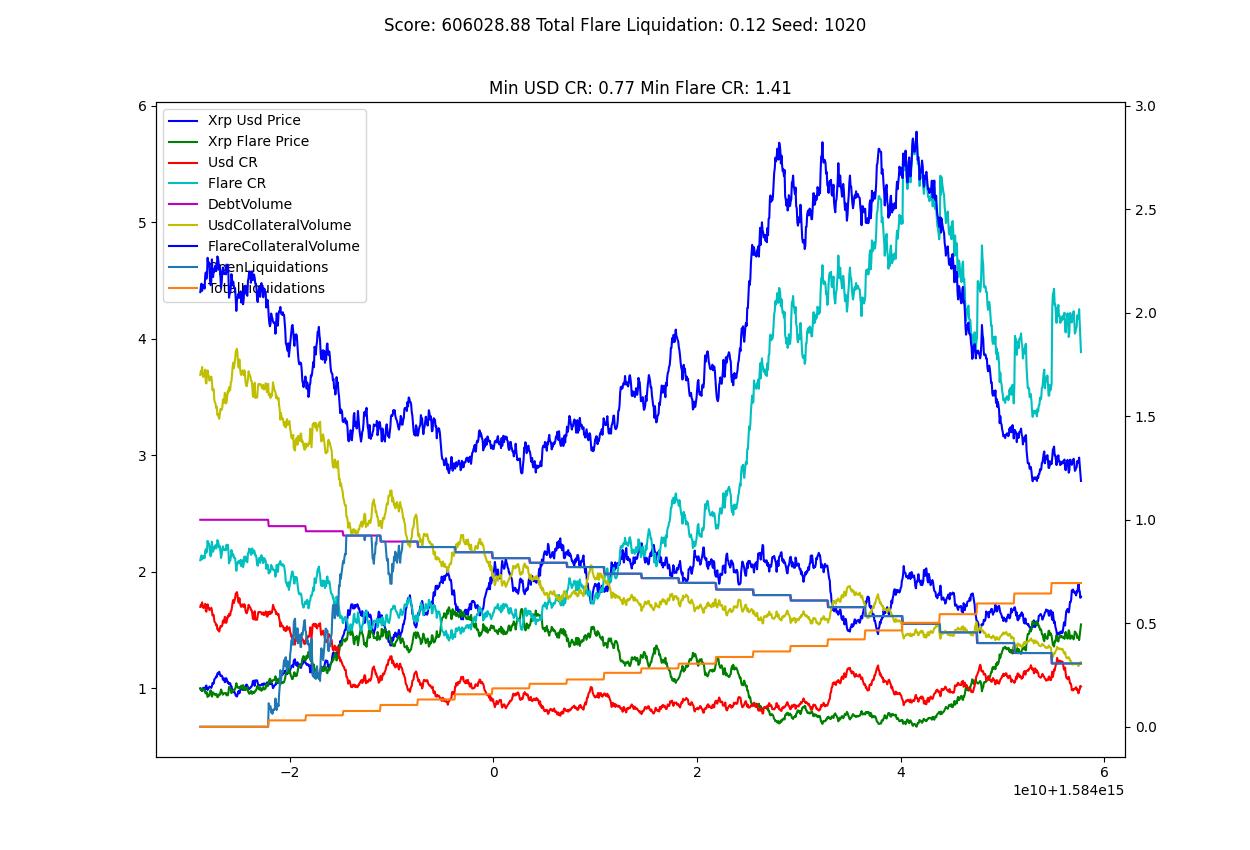 Score: 606028.88 Total Flare Liquidation: 0.12 Seed: 1020
Min USD CR: 0.77 Min Flare CR: 1.41
Xrp Usd Price
Xrp Flare Price
Usd CR
Flare CR
DebtVolume
UsdCollateralVolume
FlareCollateralVolume
OpenLiquidations
TotalLiquidations
6
5
4
3
2
1
3.0
2.5
2.0
1.5
1.0
0.5
0.0
−2
0
2
4
6
1e10+1.584e15